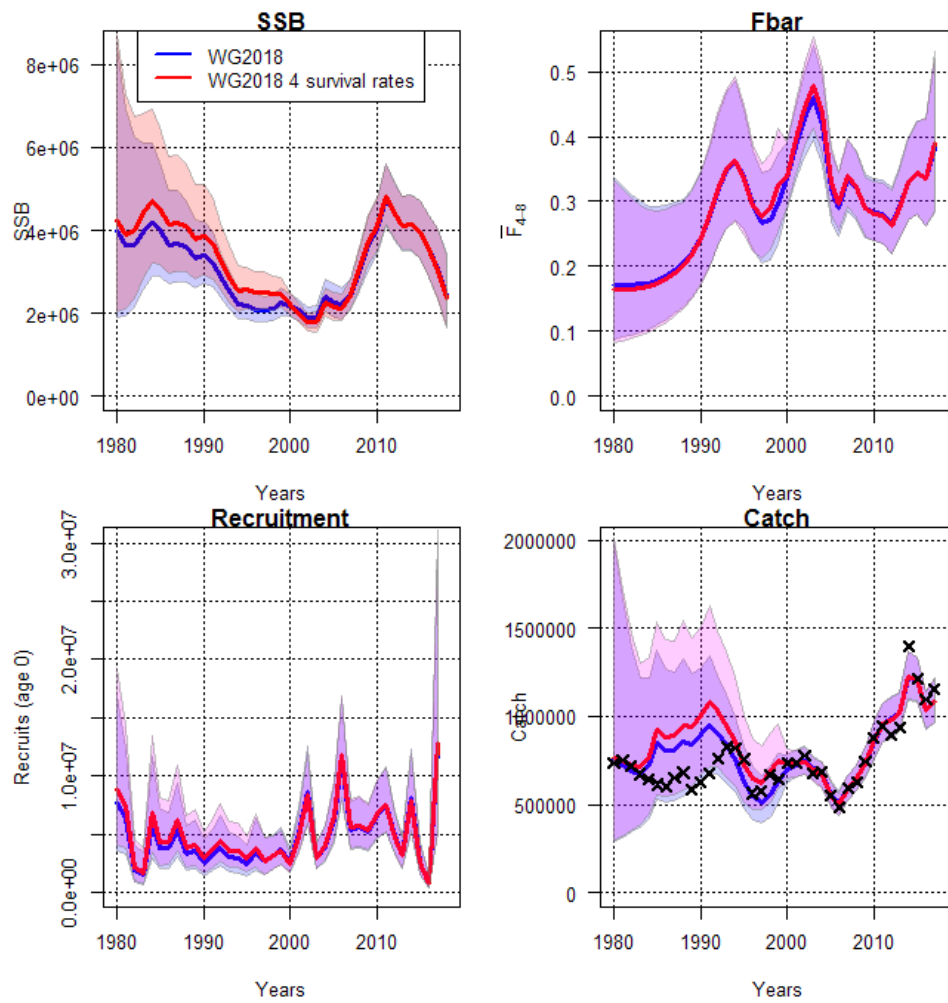 SSB
WG2018
WG2018 4 survival rates
SSB
8e+06
6e+06
4e+06
2e+06
0e+00
1980 1990 2000 2010
Years
Fbar
F̅4-8
0.5
0.4
0.3
0.2
0.1
0.0
1980 1990 2000 2010
Years
Recruitment
Recruits (age 0)
3.0e+07
2.0e+07
1.0e+07
0.0e+00
1980 1990 2000 2010
Years
Catch
Catch
2000000
1500000
1000000
500000
0
1980 1990 2000 2010
Years